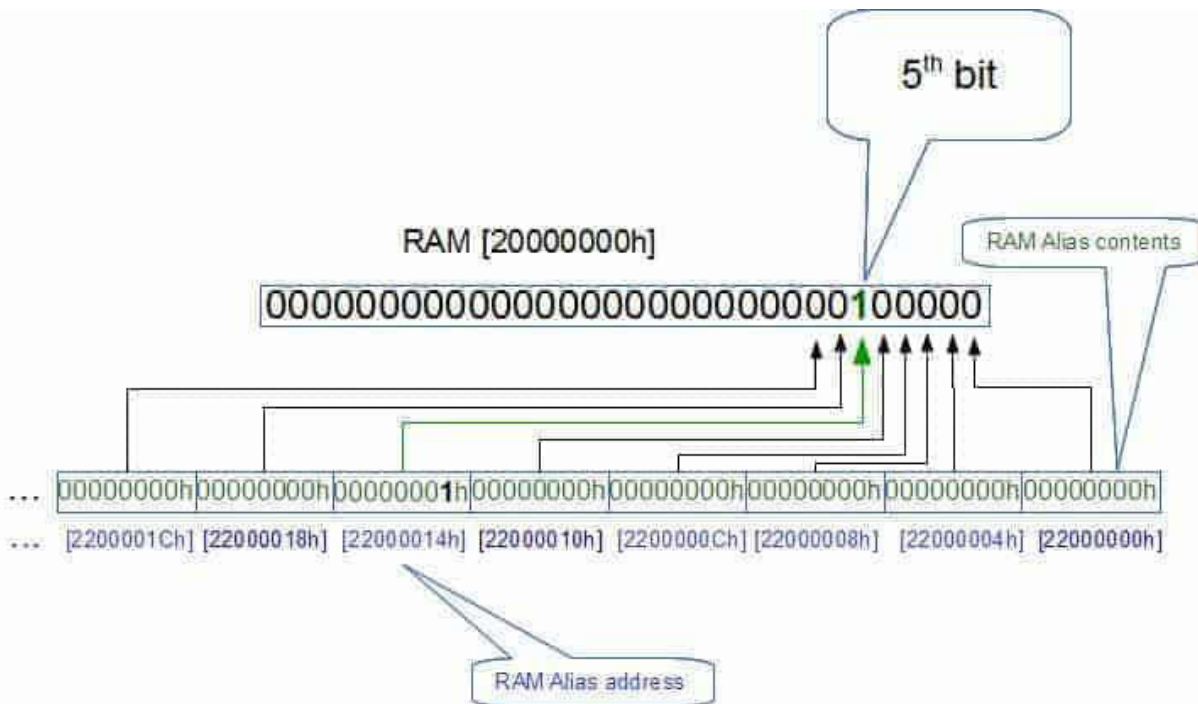 5th bit
RAM [20000000h]
RAM Alias contents
00000000000000000000000000100000
... 00000000h 00000000h 00000001h 00000000h 00000000h 00000000h 00000000h 00000000h
... [2200001Ch] [22000018h] [22000014h] [22000010h] [2200000Ch] [22000008h] [22000004h] [22000000h]
RAM Alias address